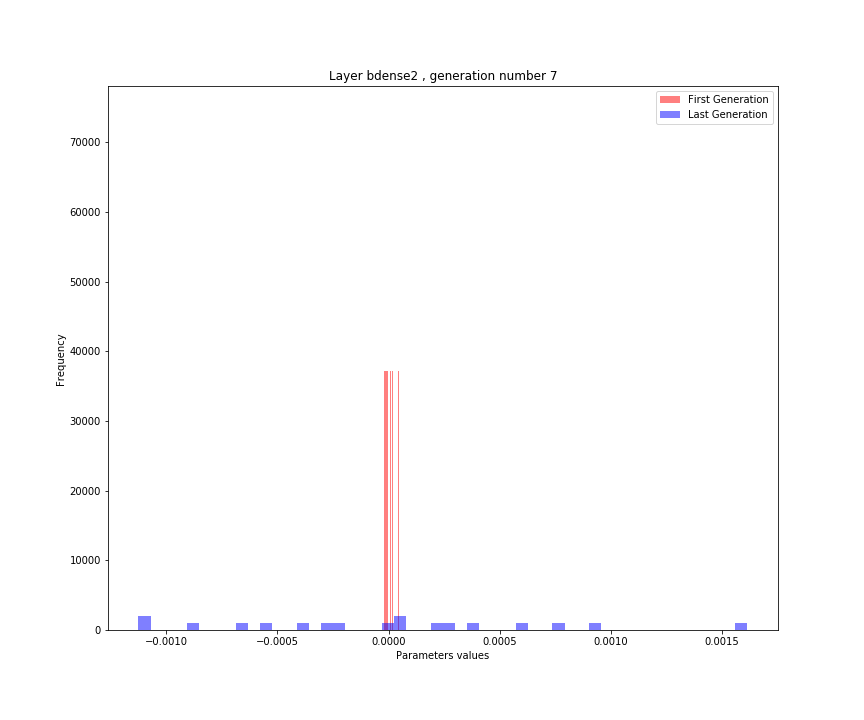 Layer bdense2 , generation number 7
First Generation
Last Generation
70000
60000
50000
40000
30000
20000
10000
0
Frequency
−0.0010
−0.0005
0.0000
0.0005
0.0010
0.0015
Parameters values